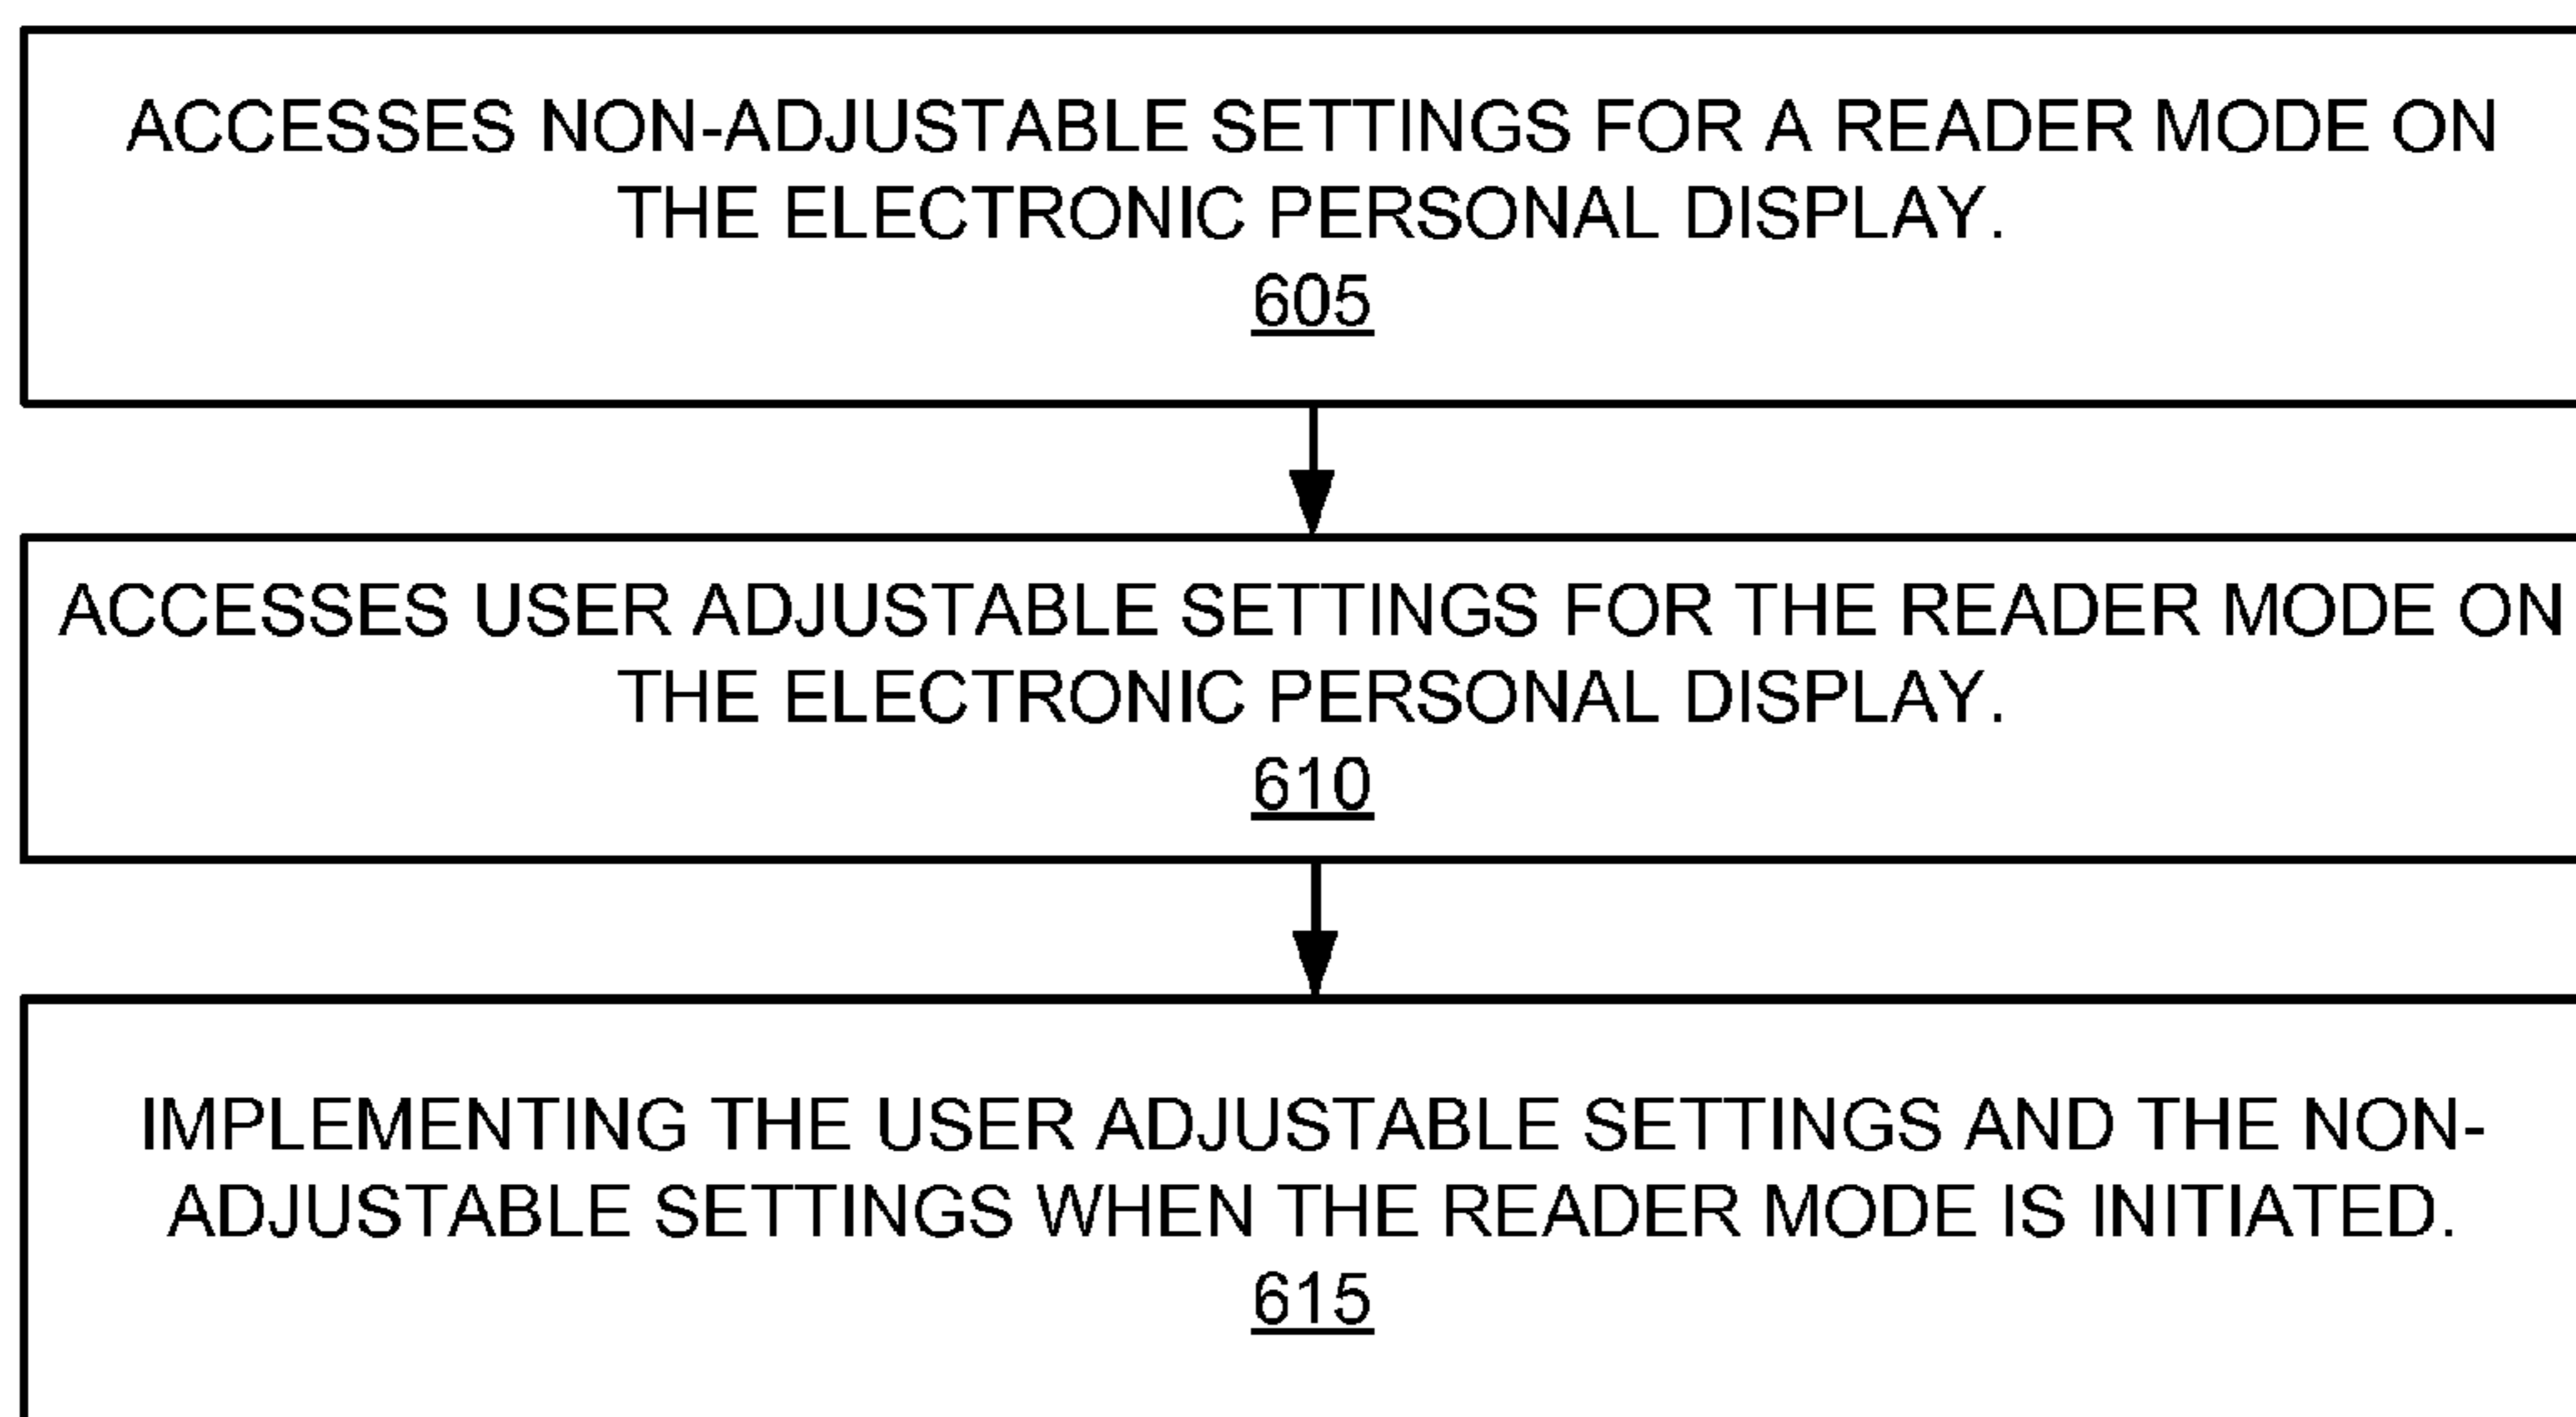 ACCESSES NON-ADJUSTABLE SETTINGS FOR A READER MODE ON
THE ELECTRONIC PERSONAL DISPLAY.
605
ACCESSES USER ADJUSTABLE SETTINGS FOR THE READER MODE ON
THE ELECTRONIC PERSONAL DISPLAY.
610
IMPLEMENTING THE USER ADJUSTABLE SETTINGS AND THE NON-
ADJUSTABLE SETTINGS WHEN THE READER MODE IS INITIATED.
615